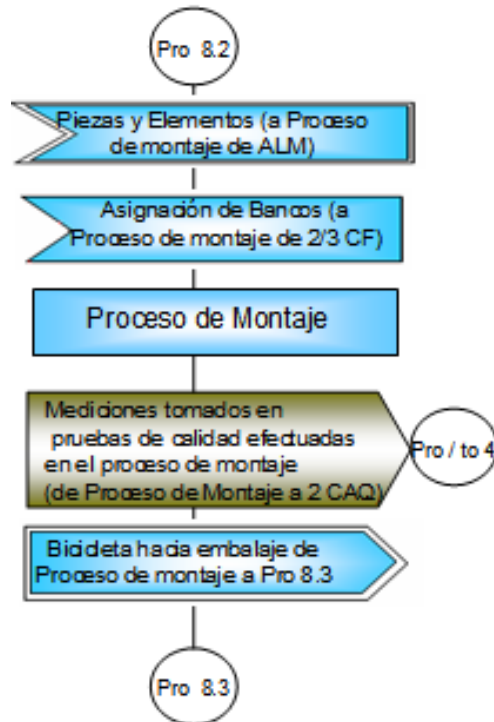 Pro 8.2
Piezas y Elementos (a Proceso
de montaje de ALM)
Asignación de Bancos (a
Proceso de montaje de 2/3 CF)
Proceso de Montaje
Mediciones tomados en
pruebas de calidad efectuadas
en el proceso de montaje
(de Proceso de Montaje a 2 CAQ)
Pro / to 4
Bicicleta hacia embalaje de
Proceso de montaje a Pro 8.3
Pro 8.3